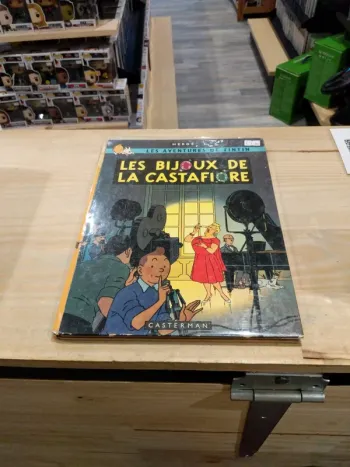 HERGÉ
LES AVENTURES DE TINTIN
LES BIJOUX DE
LA CASTAFIORE
CASTERMAN